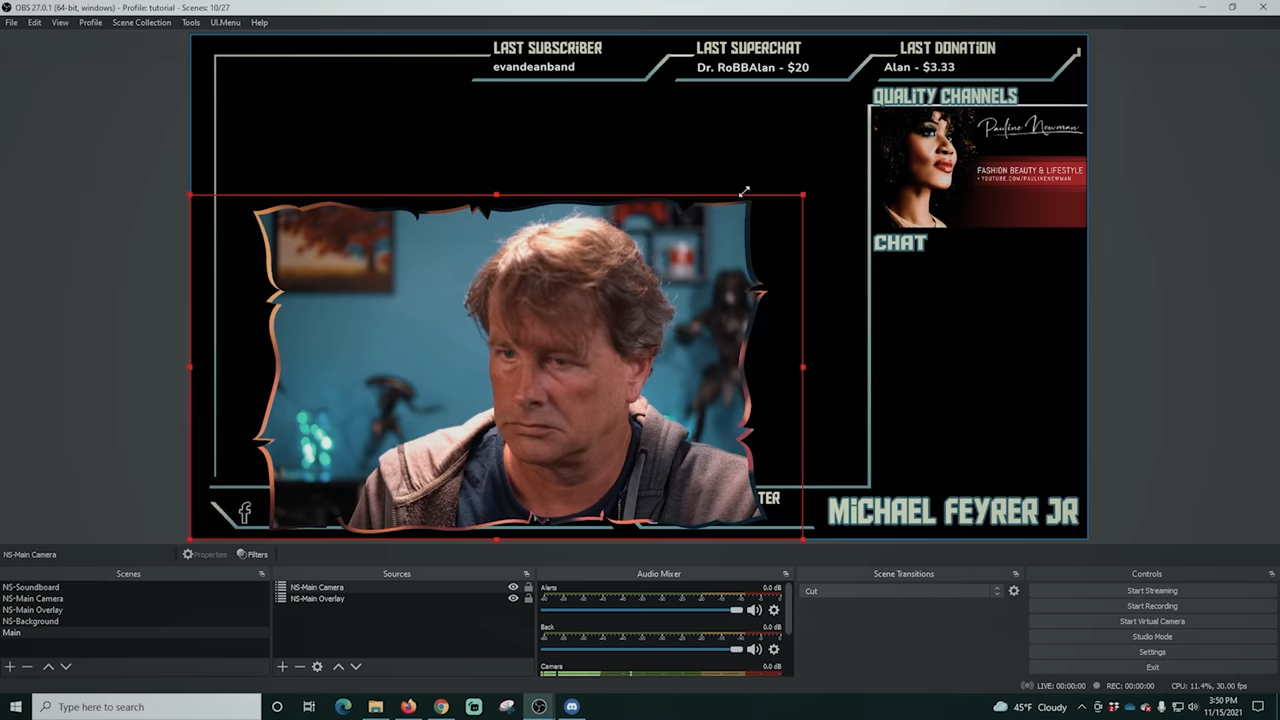 OBS 27.0.1 (64-bit, windows) - Profile: tutorial - Scenes: 10/27
File Edit View Profile Scene Collection Tools UI.Menu Help
LAST SUBSCRIBER
evandeanband
LAST SUPERCHAT
Dr. RoBBAlan - $20
LAST DONATION
Alan - $3.33
QUALITY CHANNELS
Pauline Newman
FASHION BEAUTY & LIFESTYLE
• YOUTUBE.COM/PAULINENEWMAN
CHAT
TER
MICHAEL FEYRER JR
NS-Main Camera
Properties Filters
Scenes
NS-Soundboard
NS-Main Camera
NS-Main Overlay
NS-Background
Main
Sources
NS-Main Camera
NS-Main Overlay
Audio Mixer
Alerts 0.0 dB
Back 0.0 dB
Camera 0.0 dB
Scene Transitions
Cut
Controls
Start Streaming
Start Recording
Start Virtual Camera
Studio Mode
Settings
Exit
LIVE: 00:00:00 REC: 00:00:00 CPU: 11.4%, 30.00 fps
Type here to search
45°F Cloudy
3:50 PM
11/15/2021